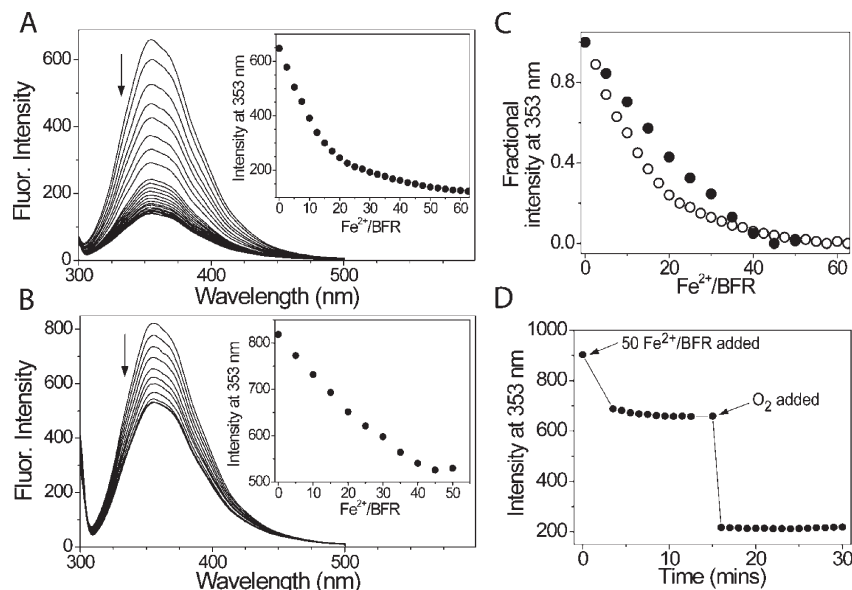 A
Fluor. Intensity
600
400
200
0
300
400
500
Wavelength (nm)
Intensity at 353 nm
600
400
200
0
10
20
30
40
50
60
Fe²⁺/BFR
B
Fluor. Intensity
800
600
400
200
0
300
400
500
Wavelength (nm)
Intensity at 353 nm
800
700
600
500
0
10
20
30
40
50
Fe²⁺/BFR
C
Fractional
intensity at 353 nm
0.8
0.4
0.0
0
20
40
60
Fe²⁺/BFR
D
Intensity at 353 nm
1000
800
600
400
200
50 Fe²⁺/BFR added
O₂ added
0
10
20
30
Time (mins)